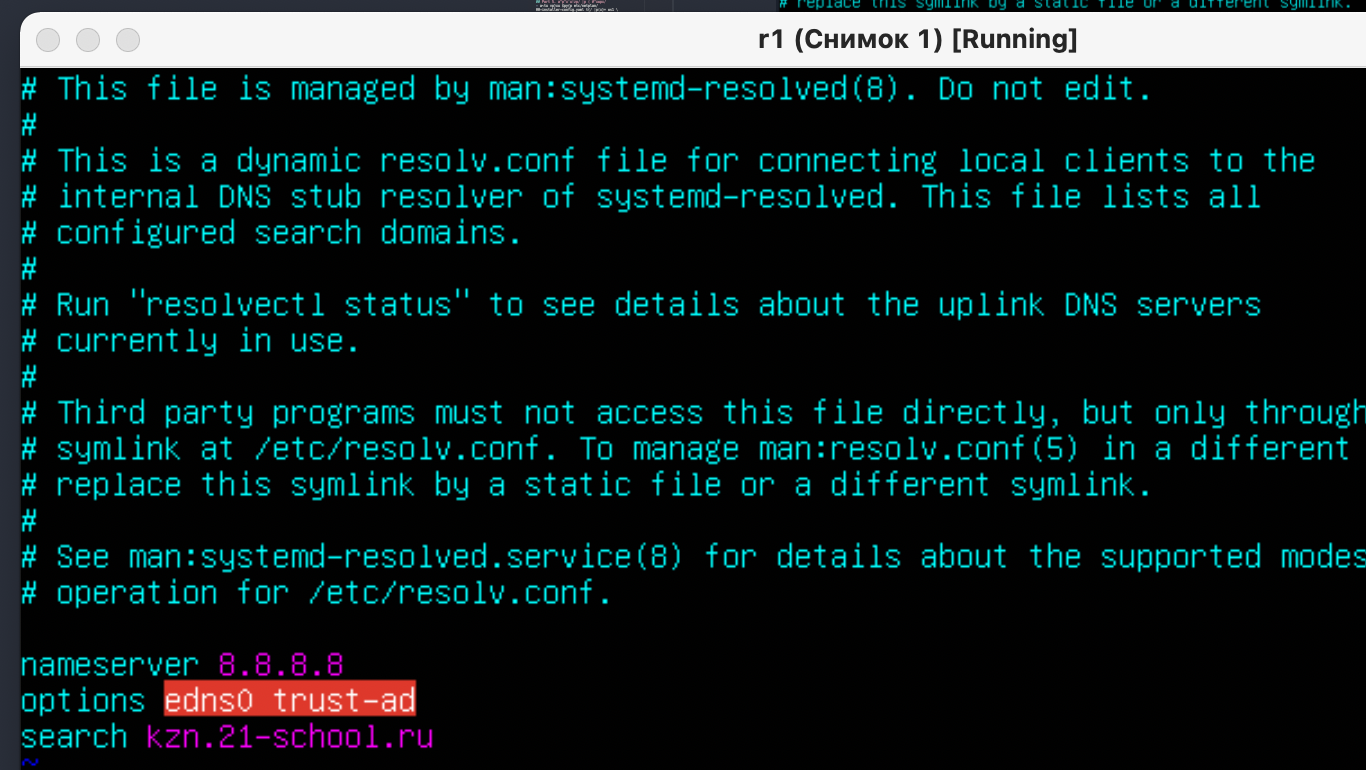 # replace this symlink by a static file or a different symlink.
r1 (Снимок 1) [Running]
# This file is managed by man:systemd-resolved(8). Do not edit.
#
# This is a dynamic resolv.conf file for connecting local clients to the
# internal DNS stub resolver of systemd-resolved. This file lists all
# configured search domains.
#
# Run "resolvectl status" to see details about the uplink DNS servers
# currently in use.
#
# Third party programs must not access this file directly, but only through
# symlink at /etc/resolv.conf. To manage man:resolv.conf(5) in a different
# replace this symlink by a static file or a different symlink.
#
# See man:systemd-resolved.service(8) for details about the supported modes
# operation for /etc/resolv.conf.
nameserver 8.8.8.8
options edns0 trust-ad
search kzn.21-school.ru
~